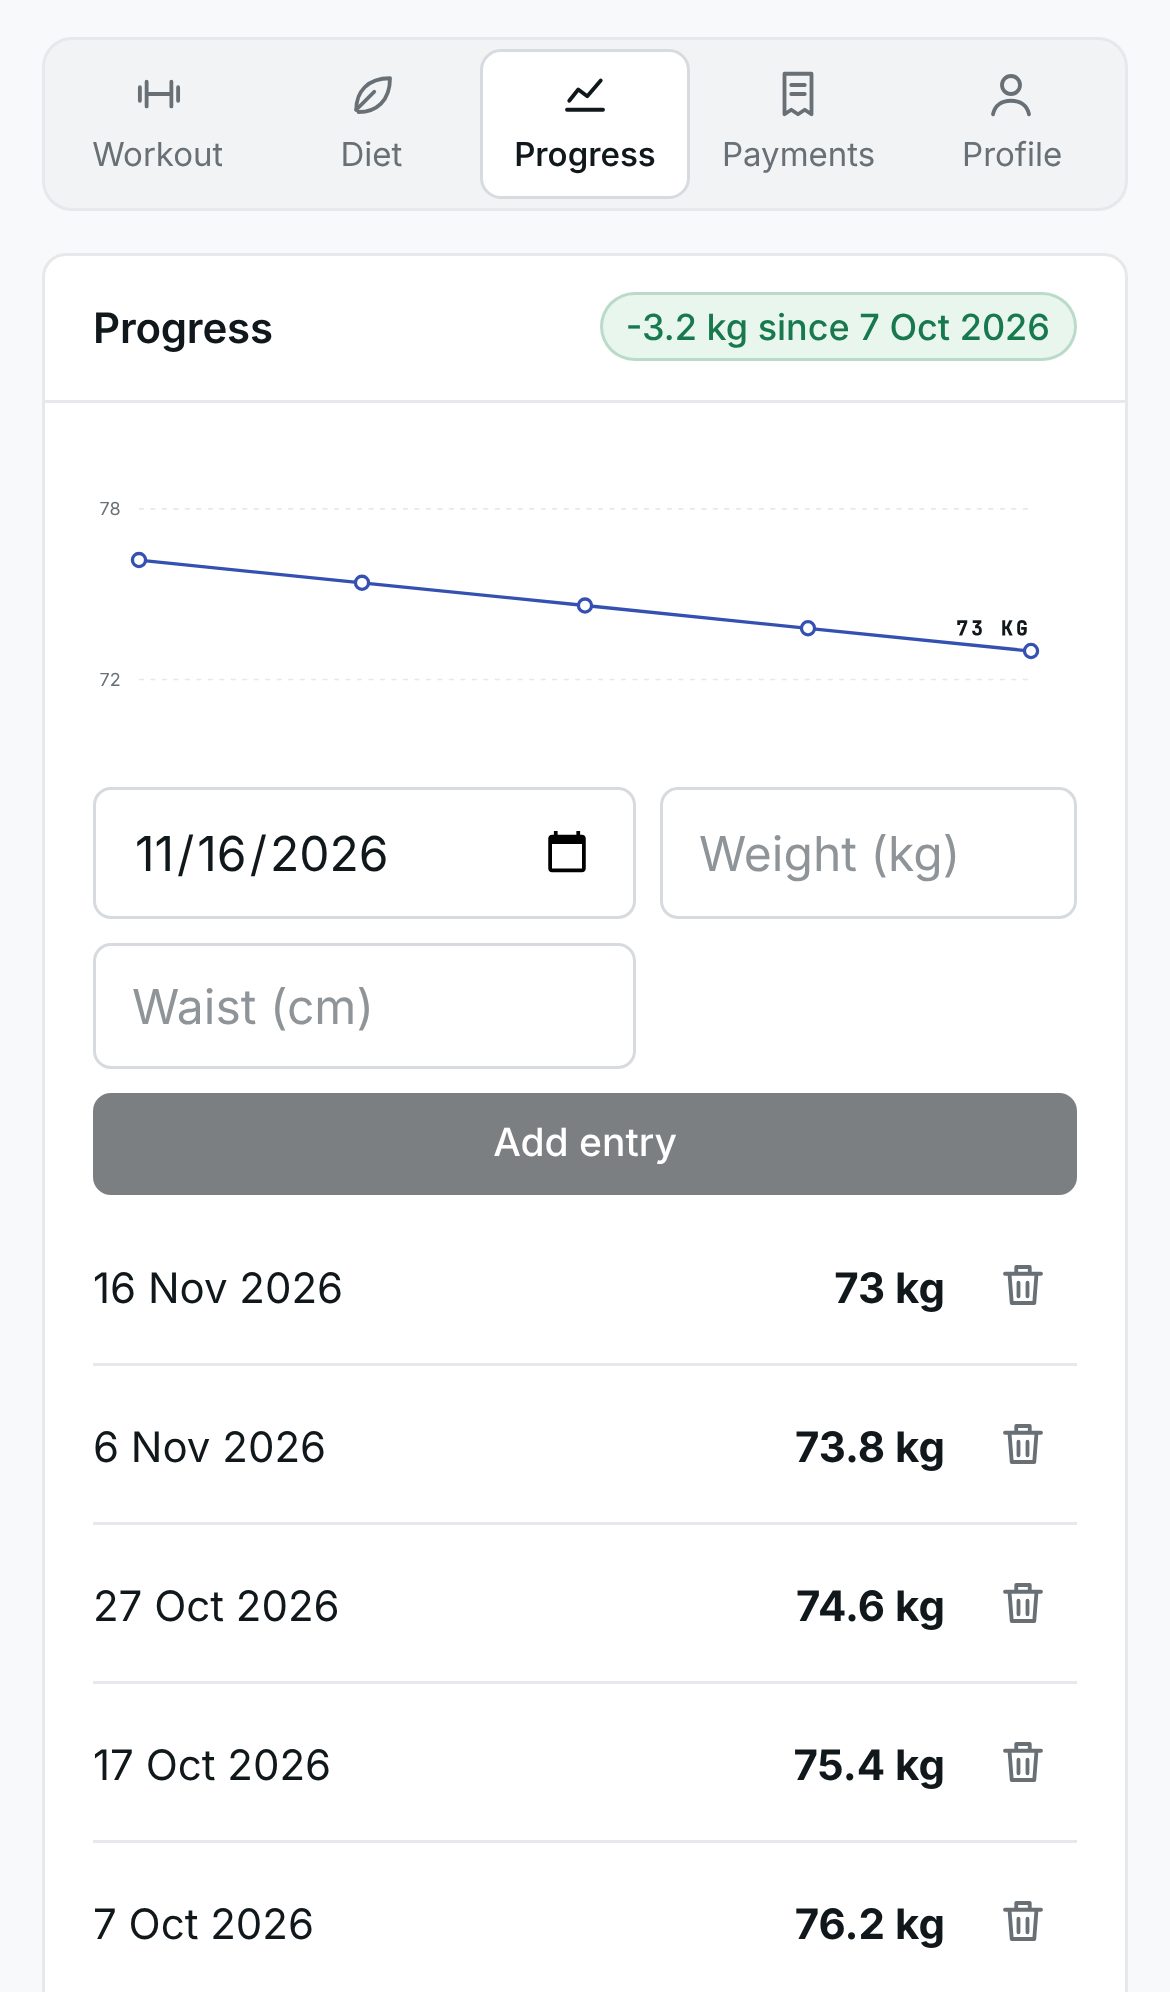 Workout Diet Progress Payments Profile
Progress
-3.2 kg since 7 Oct 2026
78
73 KG
72
11/16/2026
Weight (kg)
Waist (cm)
Add entry
16 Nov 2026 73 kg
6 Nov 2026 73.8 kg
27 Oct 2026 74.6 kg
17 Oct 2026 75.4 kg
7 Oct 2026 76.2 kg